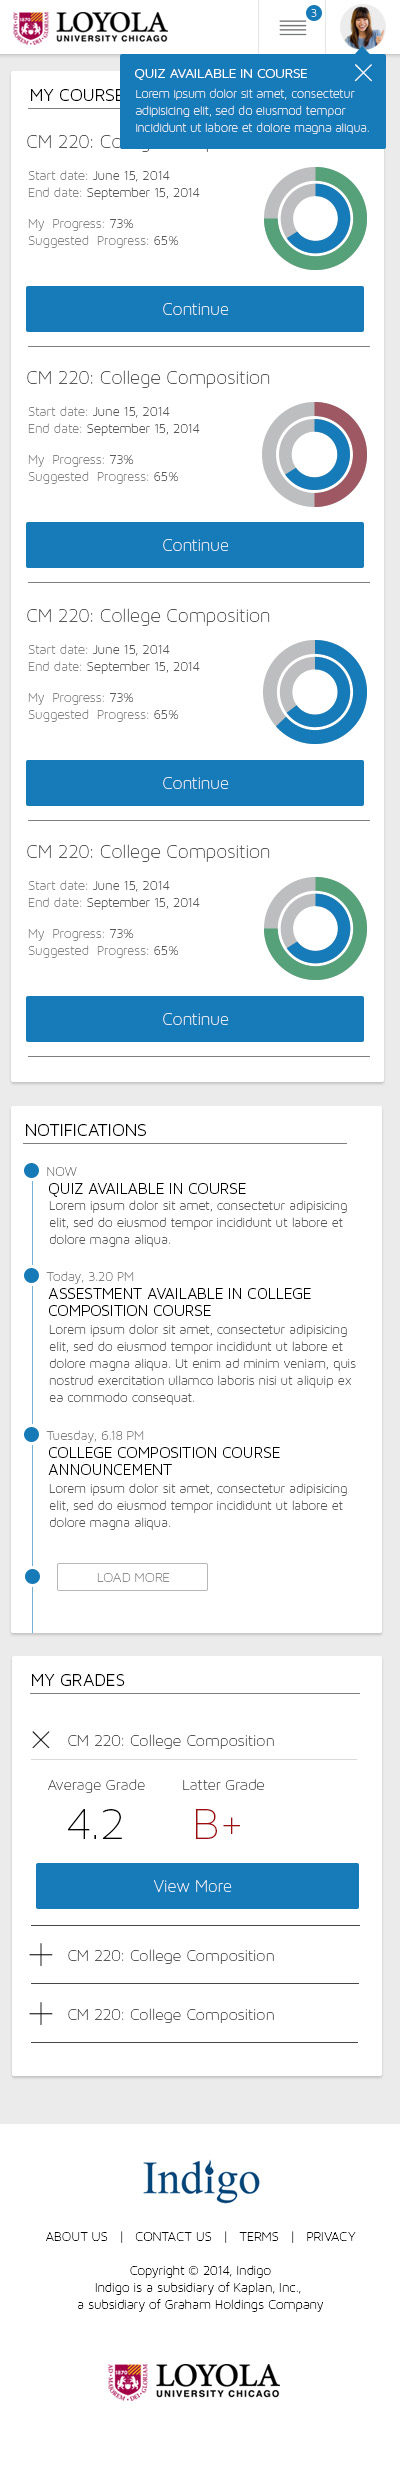 LOYOLA
UNIVERSITY CHICAGO
1870
3
QUIZ AVAILABLE IN COURSE
Lorem ipsum dolor sit amet, consectetur
adipisicing elit, sed do eiusmod tempor
incididunt ut labore et dolore magna aliqua.
MY COURSE
CM 220: College Composition
Start date: June 15, 2014
End date: September 15, 2014
My Progress: 73%
Suggested Progress: 65%
Continue
CM 220: College Composition
Start date: June 15, 2014
End date: September 15, 2014
My Progress: 73%
Suggested Progress: 65%
Continue
CM 220: College Composition
Start date: June 15, 2014
End date: September 15, 2014
My Progress: 73%
Suggested Progress: 65%
Continue
CM 220: College Composition
Start date: June 15, 2014
End date: September 15, 2014
My Progress: 73%
Suggested Progress: 65%
Continue
NOTIFICATIONS
NOW
QUIZ AVAILABLE IN COURSE
Lorem ipsum dolor sit amet, consectetur adipisicing
elit, sed do eiusmod tempor incididunt ut labore et
dolore magna aliqua.
Today, 3.20 PM
ASSESTMENT AVAILABLE IN COLLEGE
COMPOSITION COURSE
Lorem ipsum dolor sit amet, consectetur adipisicing
elit, sed do eiusmod tempor incididunt ut labore et
dolore magna aliqua. Ut enim ad minim veniam, quis
nostrud exercitation ullamco laboris nisi ut aliquip ex
ea commodo consequat.
Tuesday, 6.18 PM
COLLEGE COMPOSITION COURSE
ANNOUNCEMENT
Lorem ipsum dolor sit amet, consectetur adipisicing
elit, sed do eiusmod tempor incididunt ut labore et
dolore magna aliqua.
LOAD MORE
MY GRADES
CM 220: College Composition
Average Grade Latter Grade
4.2 B+
View More
CM 220: College Composition
CM 220: College Composition
Indigo
ABOUT US | CONTACT US | TERMS | PRIVACY
Copyright © 2014, Indigo
Indigo is a subsidiary of Kaplan, Inc.,
a subsidiary of Graham Holdings Company
1870
LOYOLA
UNIVERSITY CHICAGO